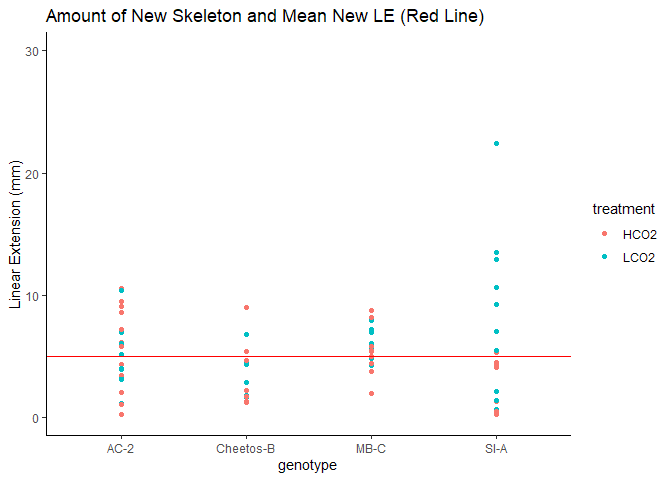 Amount of New Skeleton and Mean New LE (Red Line)
30
20
10
0
Linear Extension (mm)
AC-2
Cheetos-B
MB-C
SI-A
genotype
treatment
HCO2
LCO2